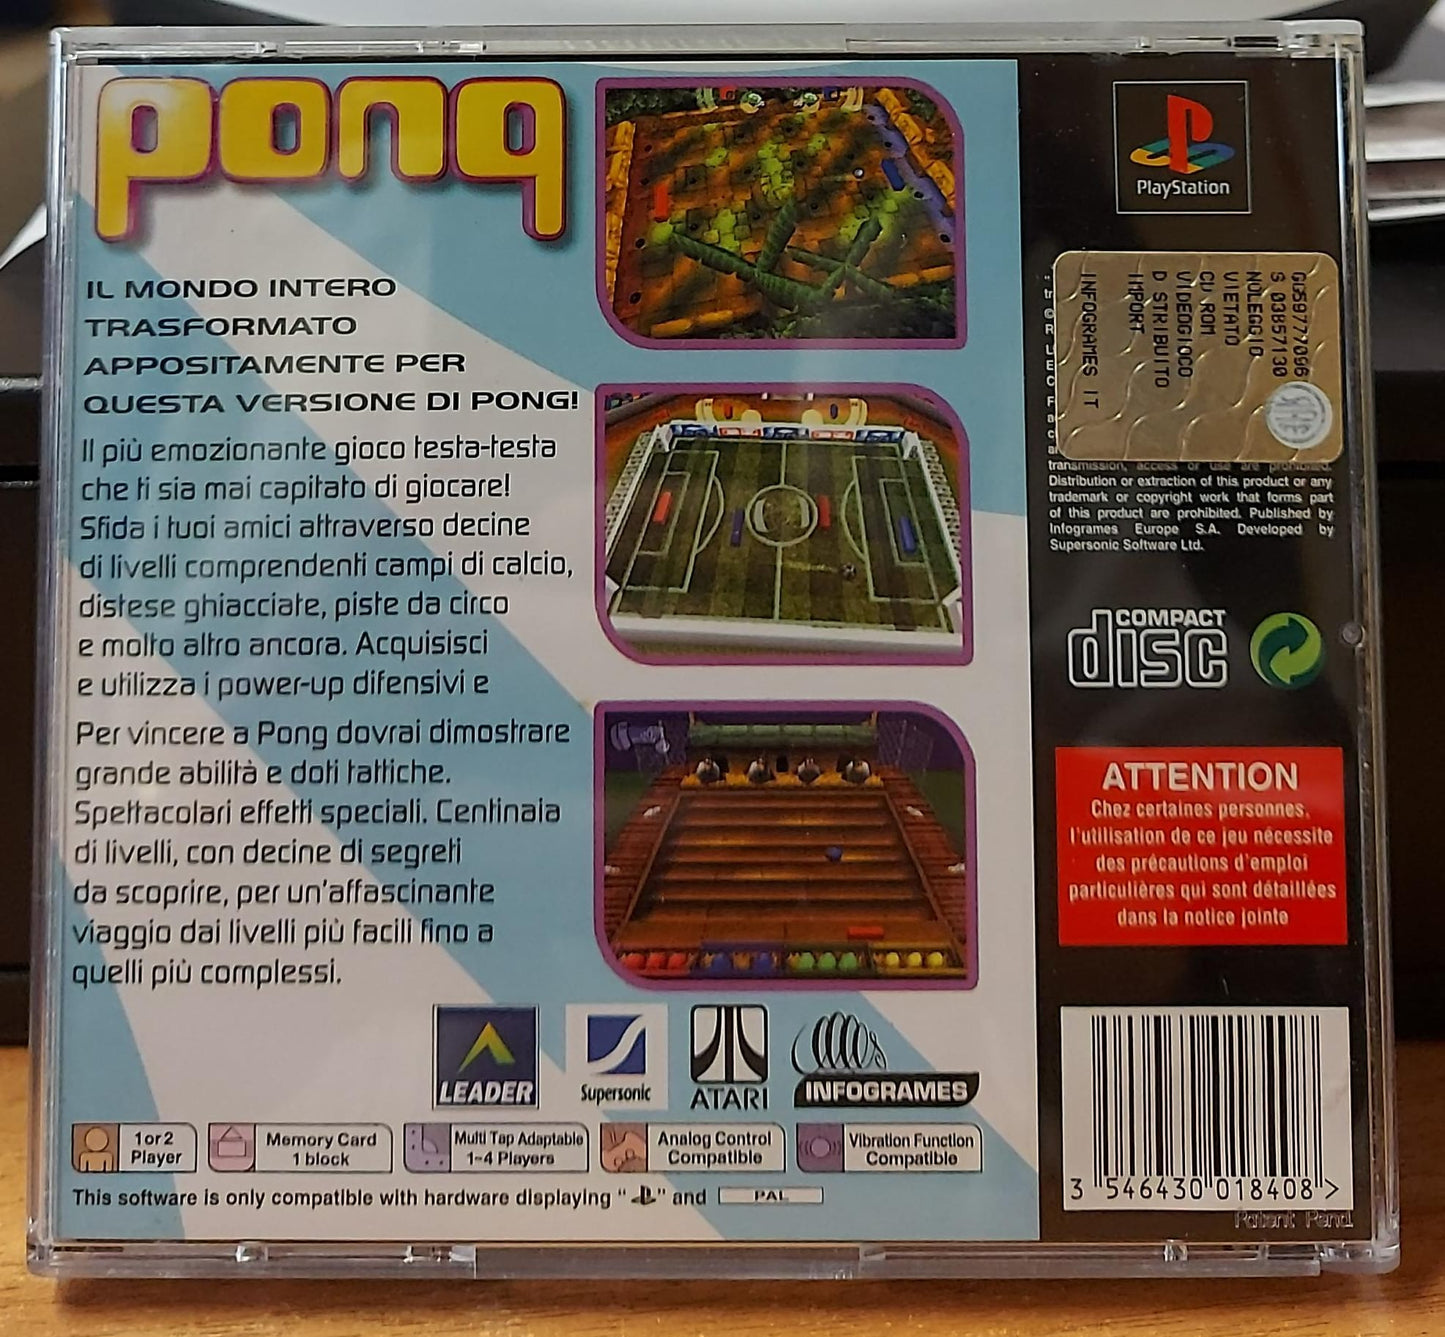 pong
IL MONDO INTERO
TRASFORMATO
APPOSITAMENTE PER
QUESTA VERSIONE DI PONG!
Il più emozionante gioco testa-testa
che ti sia mai capitato di giocare!
Sfida i tuoi amici attraverso decine
di livelli comprendenti campi di calcio,
distese ghiacciate, piste da circo
e molto altro ancora. Acquisisci
e utilizza i power-up difensivi e
Per vincere a Pong dovrai dimostrare
grande abilità e doti tattiche.
Spettacolari effetti speciali. Centinaia
di livelli, con decine di segreti
da scoprire, per un'affascinante
viaggio dai livelli più facili fino a
quelli più complessi.
LEADER
Supersonic
ATARI
INFOGRAMES
1 or 2
Player
Memory Card
1 block
Multi Tap Adaptable
1-4 Players
Analog Control
Compatible
Vibration Function
Compatible
This software is only compatible with hardware displaying " " and PAL
PlayStation
G059777096
S 03857130
NOLEGGIO
VIETATO
CD ROM
VIDEOGIOCO
D STRIBUITO
IMPORT
INFOGRAMES IT
transmission, access or use are prohibited.
Distribution or extraction of this product or any
trademark or copyright work that forms part
of this product are prohibited. Published by
Infogrames Europe S.A. Developed by
Supersonic Software Ltd.
COMPACT
disc
ATTENTION
Chez certaines personnes,
l'utilisation de ce jeu nécessite
des précautions d'emploi
particulières qui sont détaillées
dans la notice jointe
3 546430 018408 >
Patent Pend